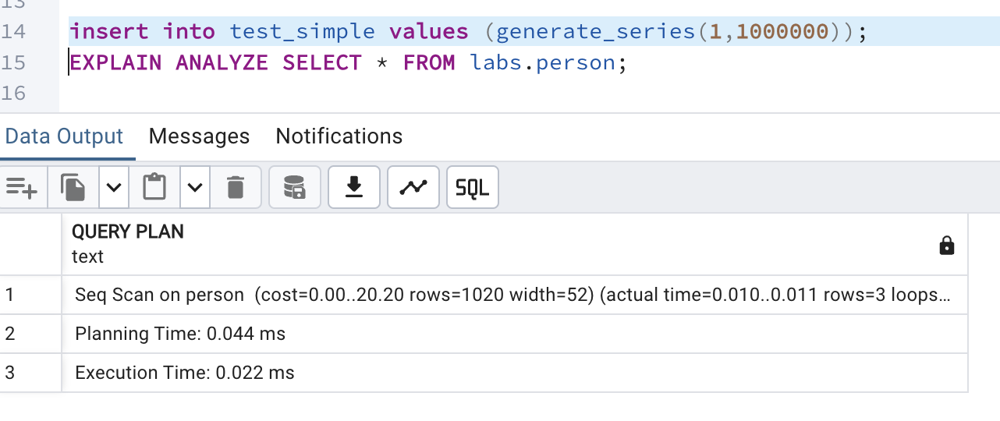 13
14 insert into test_simple values (generate_series(1,1000000));
15 EXPLAIN ANALYZE SELECT * FROM labs.person;
16
Data Output Messages Notifications
SQL
QUERY PLAN
text
1 Seq Scan on person (cost=0.00..20.20 rows=1020 width=52) (actual time=0.010..0.011 rows=3 loops...
2 Planning Time: 0.044 ms
3 Execution Time: 0.022 ms